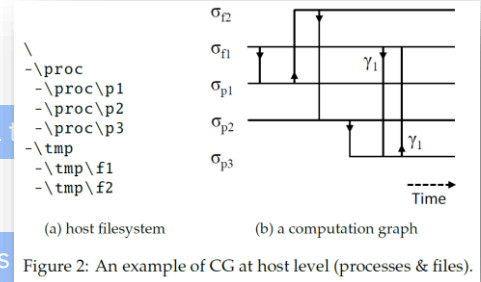 \
-\proc
-\proc\p1
-\proc\p2
-\proc\p3
-\tmp
-\tmp\f1
-\tmp\f2
(a) host filesystem
σf2
σf1
σp1
σp2
σp3
γ1
γ1
Time
(b) a computation graph
Figure 2: An example of CG at host level (processes & files).